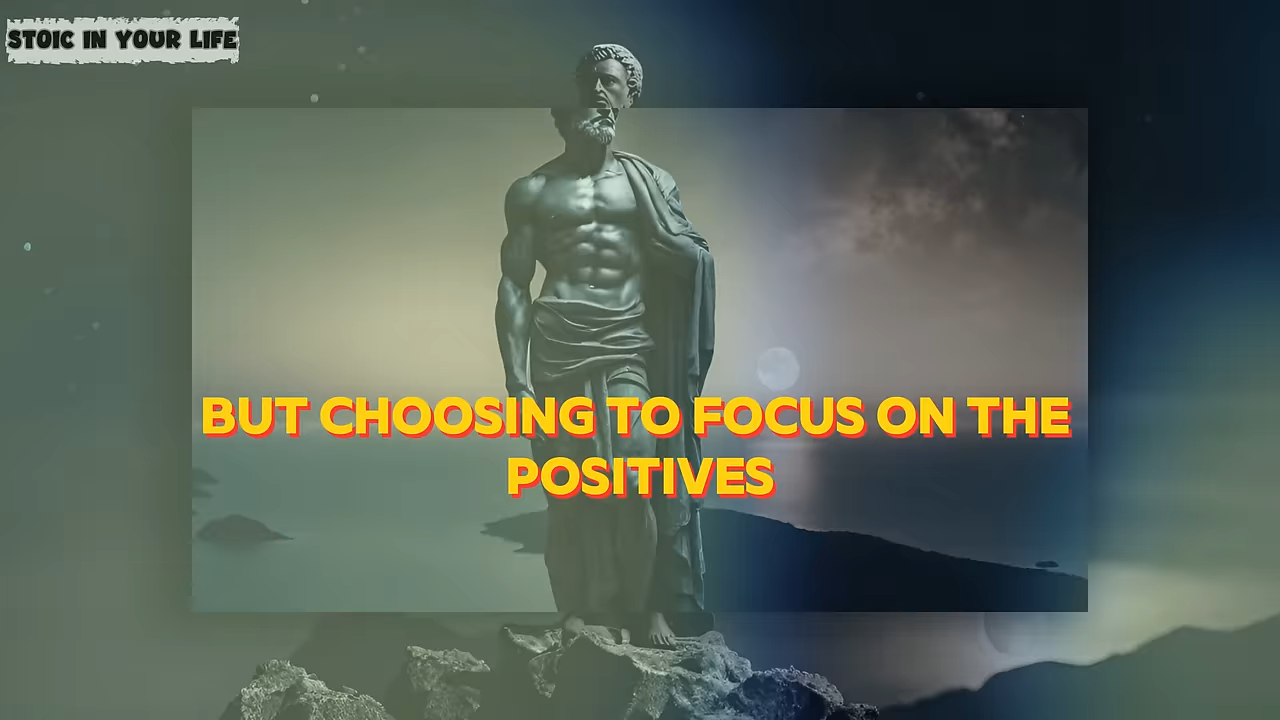 STOIC IN YOUR LIFE
BUT CHOOSING TO FOCUS ON THE
POSITIVES